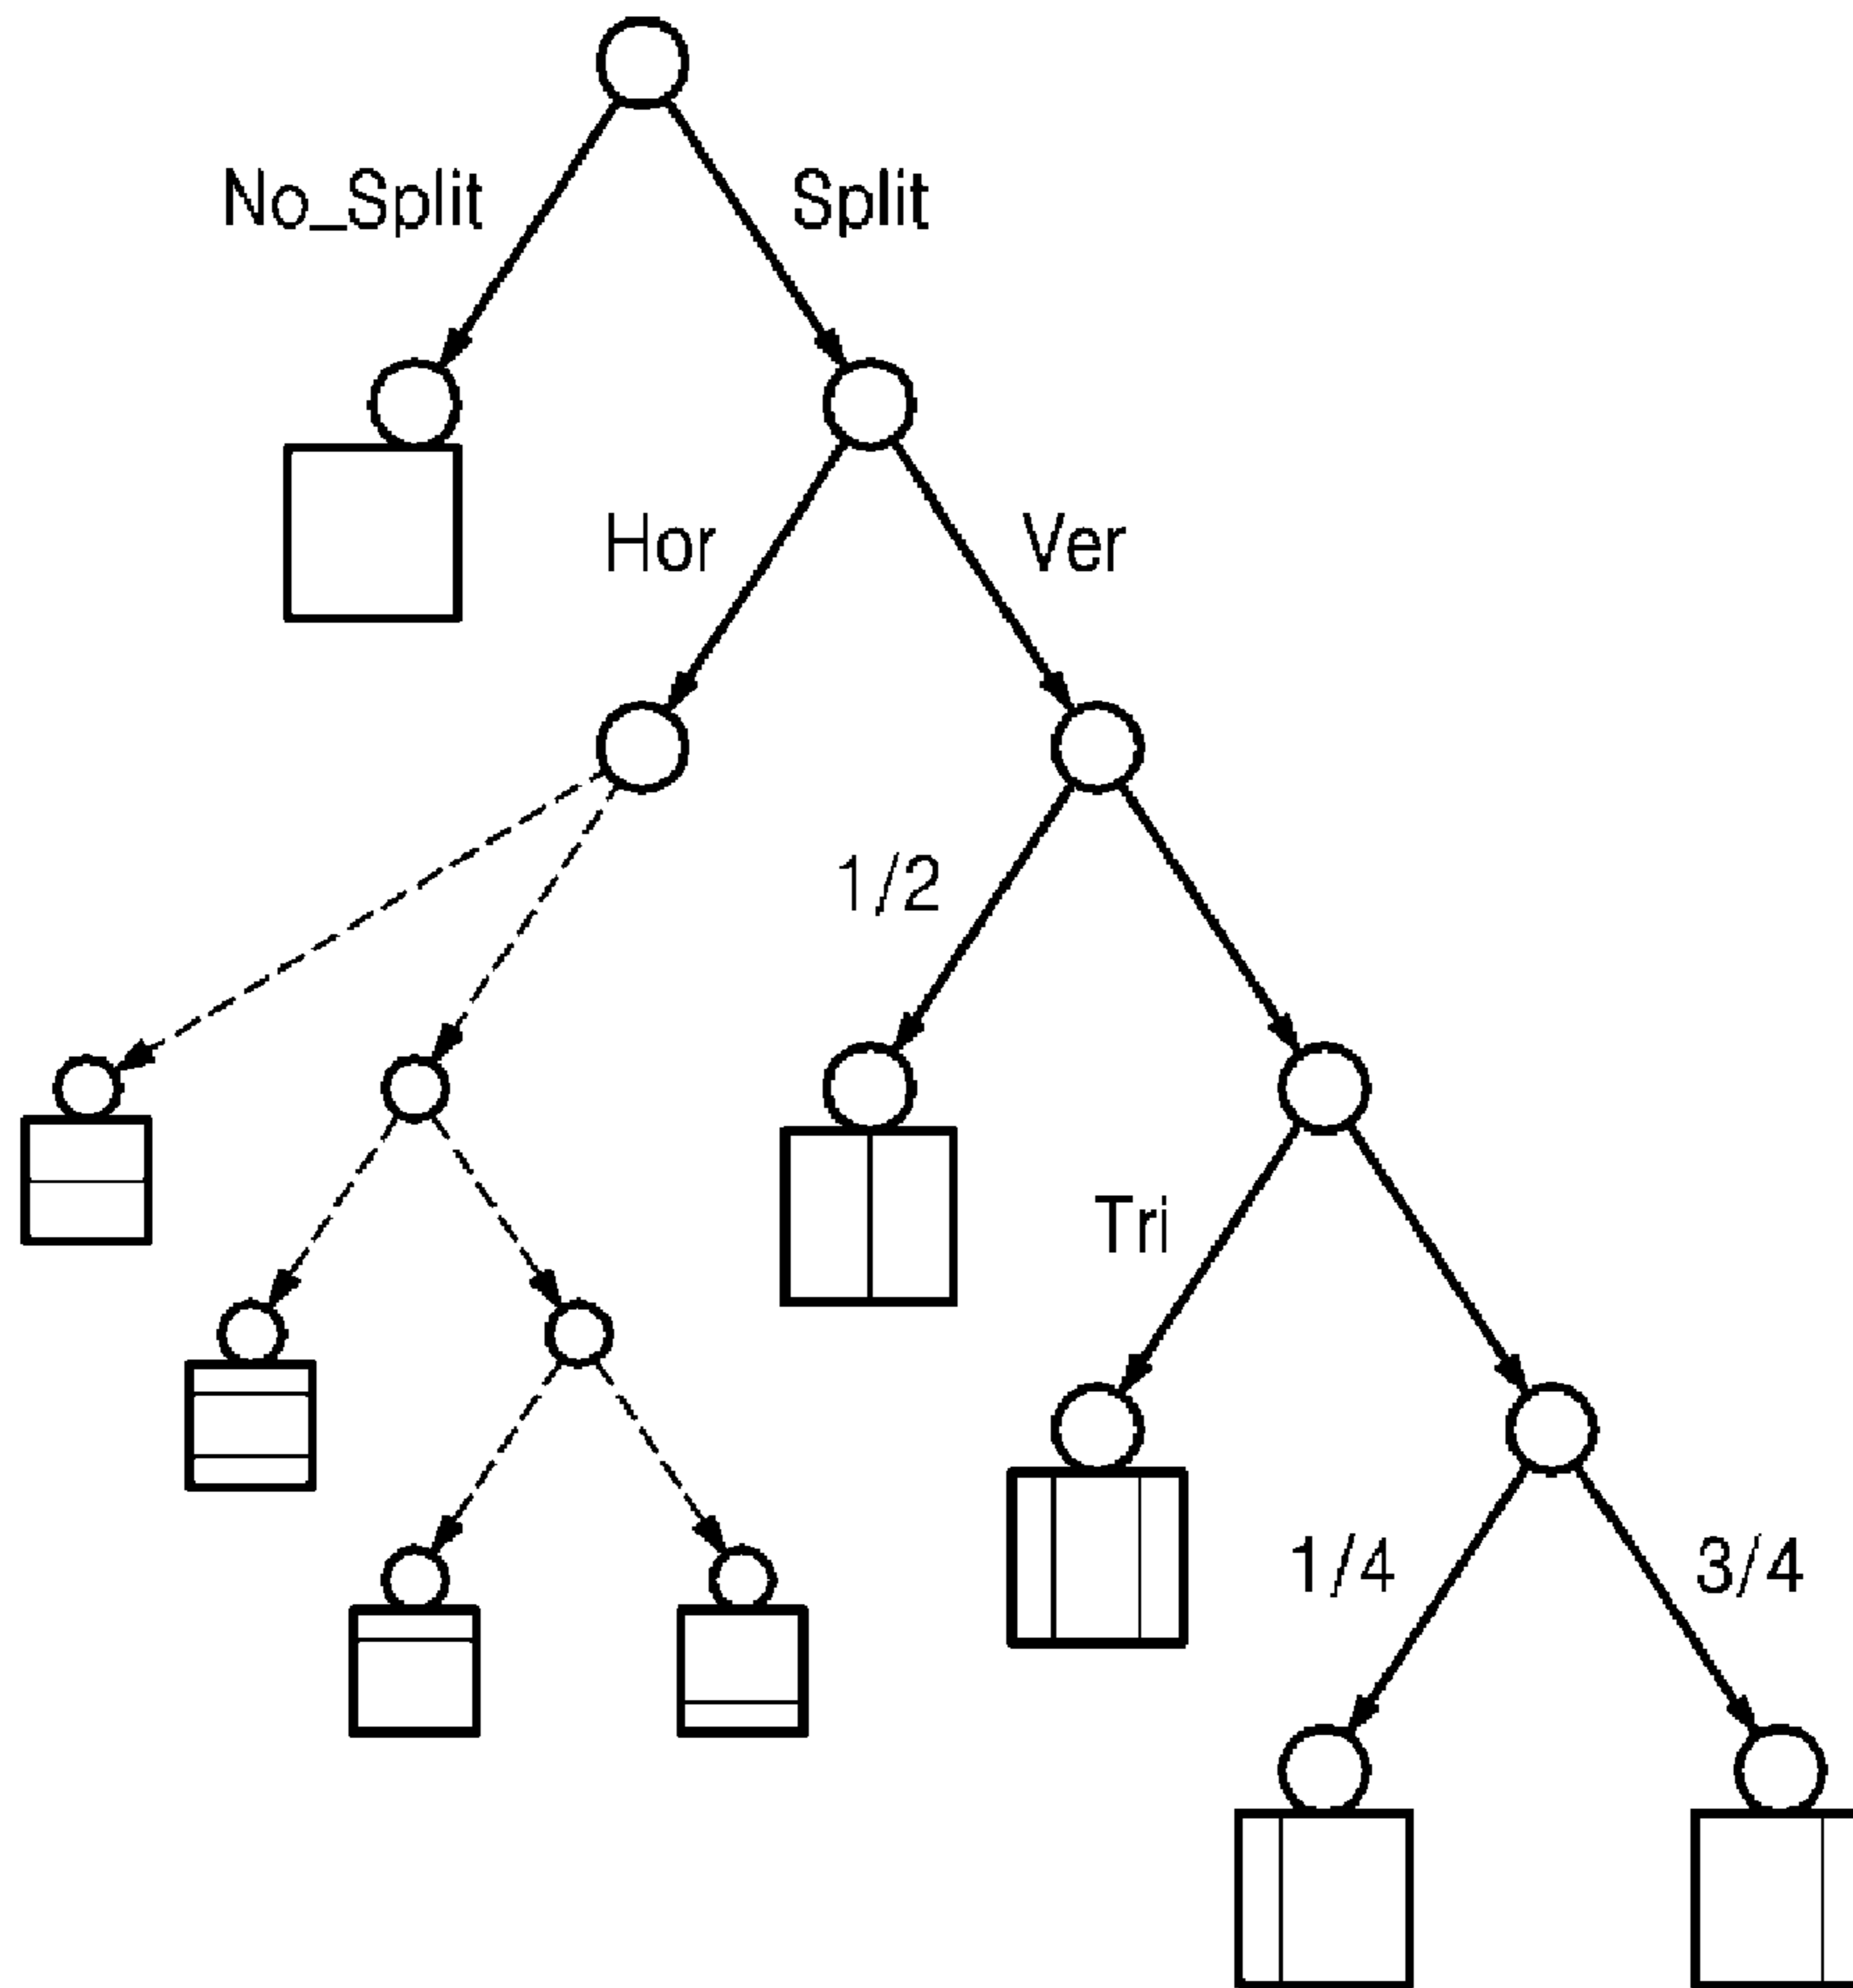 No_Split
Split
Hor
Ver
1/2
Tri
1/4
3/4